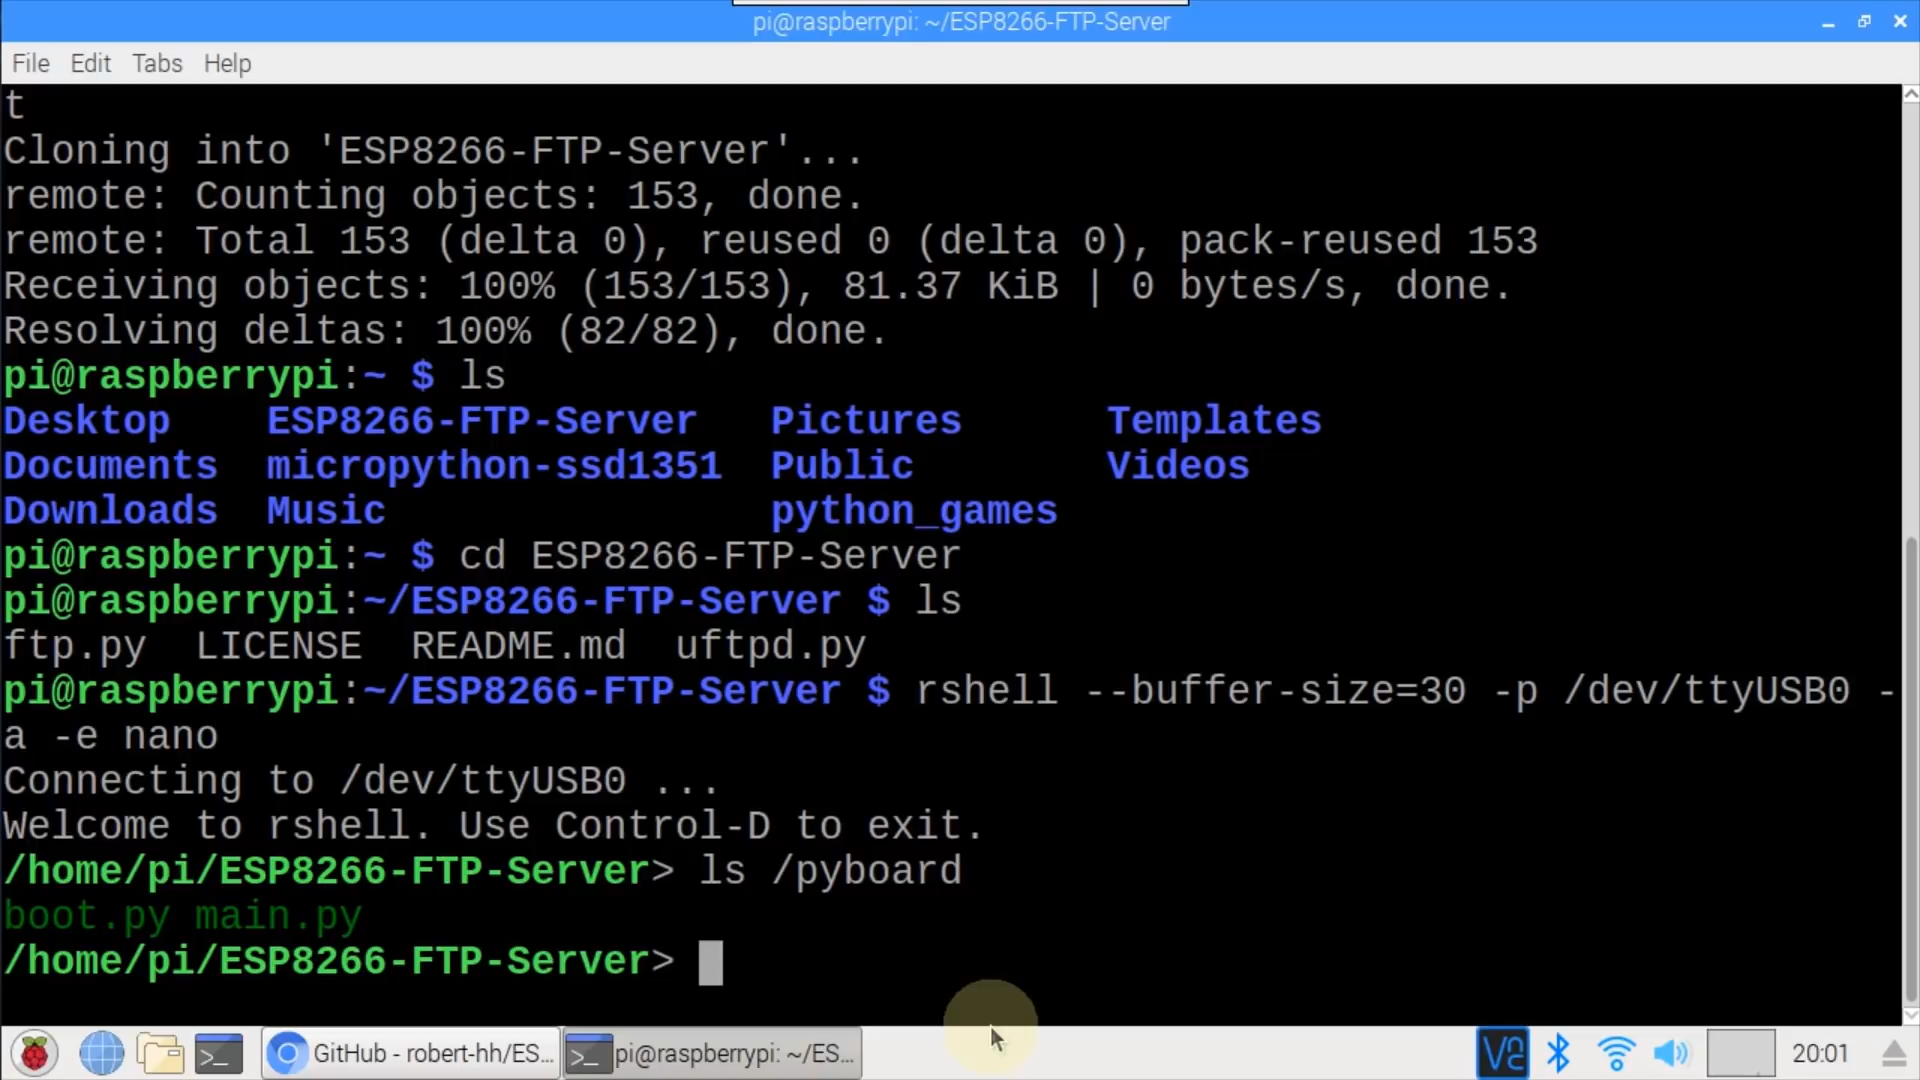 pi@raspberrypi: ~/ESP8266-FTP-Server
File Edit Tabs Help
t
Cloning into 'ESP8266-FTP-Server'...
remote: Counting objects: 153, done.
remote: Total 153 (delta 0), reused 0 (delta 0), pack-reused 153
Receiving objects: 100% (153/153), 81.37 KiB | 0 bytes/s, done.
Resolving deltas: 100% (82/82), done.
pi@raspberrypi:~ $ ls
Desktop ESP8266-FTP-Server Pictures Templates
Documents micropython-ssd1351 Public Videos
Downloads Music python_games
pi@raspberrypi:~ $ cd ESP8266-FTP-Server
pi@raspberrypi:~/ESP8266-FTP-Server $ ls
ftp.py LICENSE README.md uftpd.py
pi@raspberrypi:~/ESP8266-FTP-Server $ rshell --buffer-size=30 -p /dev/ttyUSB0 -
a -e nano
Connecting to /dev/ttyUSB0 ...
Welcome to rshell. Use Control-D to exit.
/home/pi/ESP8266-FTP-Server> ls /pyboard
boot.py main.py
/home/pi/ESP8266-FTP-Server>
GitHub - robert-hh/ES... pi@raspberrypi: ~/ES... 20:01